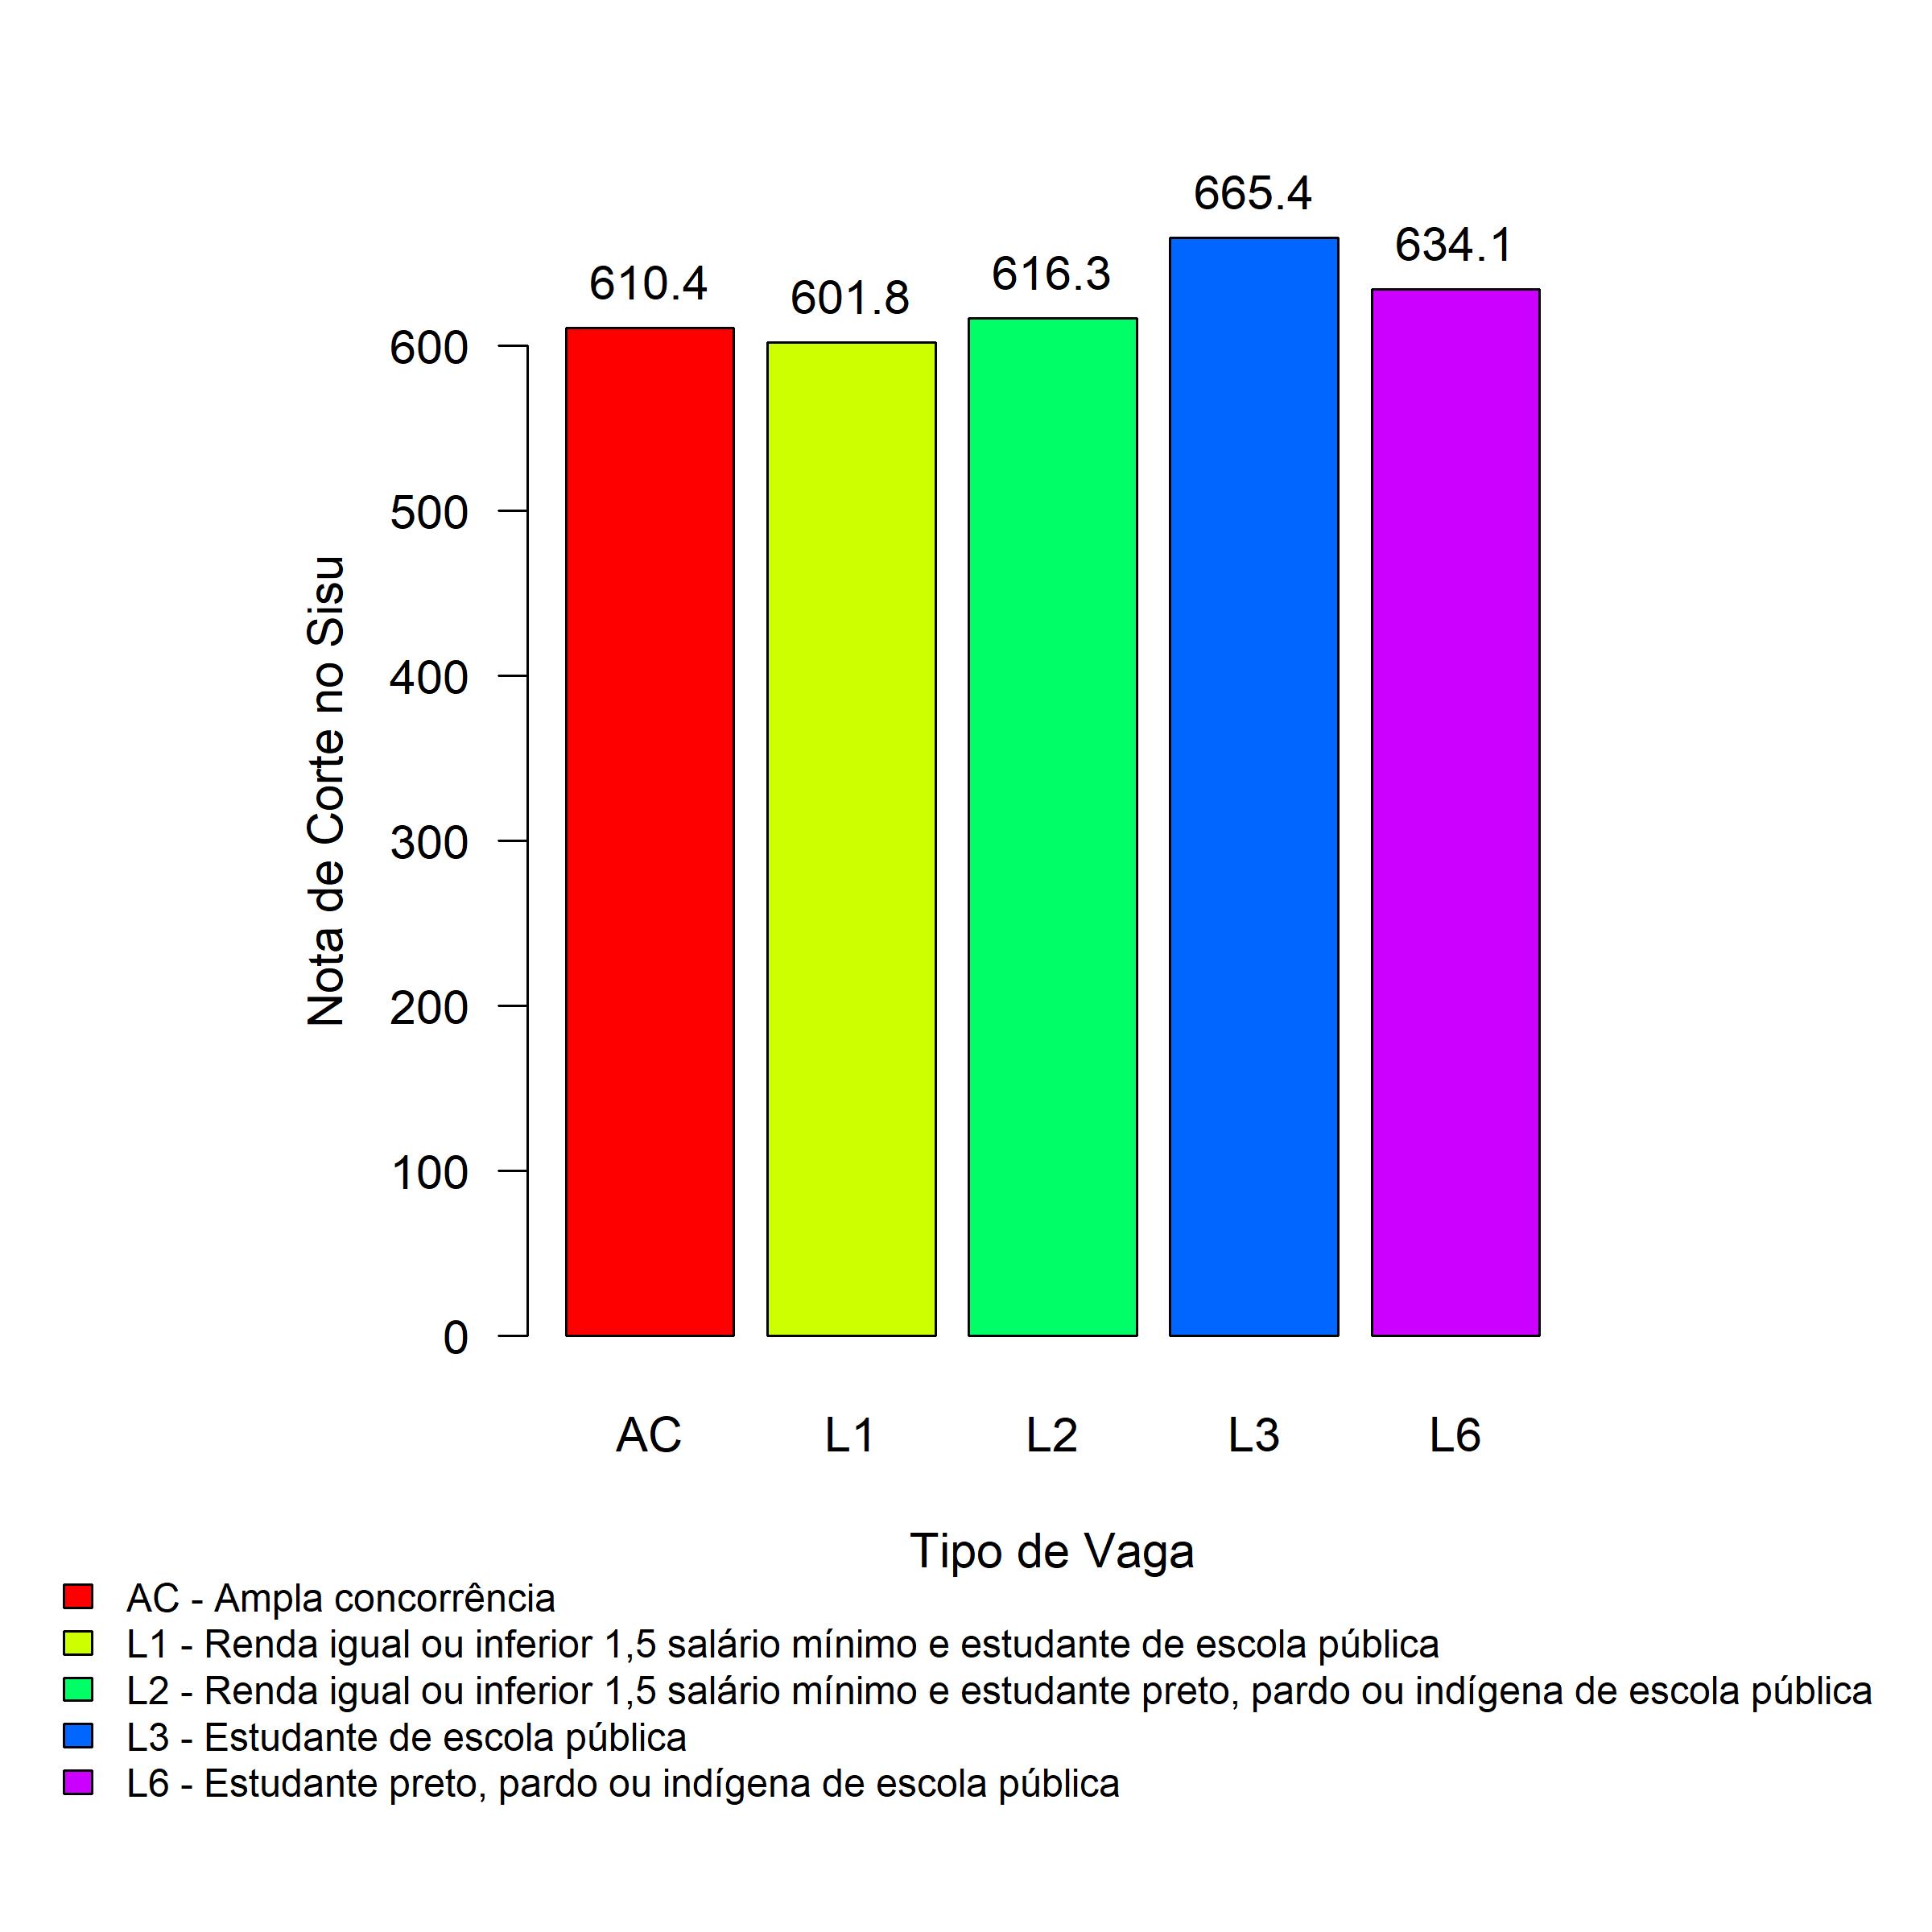 665.4
634.1
610.4
616.3
601.8
600
500
400
300
200
100
0
Nota de Corte no Sisu
AC L1 L2 L3 L6
Tipo de Vaga
AC - Ampla concorrência
L1 - Renda igual ou inferior 1,5 salário mínimo e estudante de escola pública
L2 - Renda igual ou inferior 1,5 salário mínimo e estudante preto, pardo ou indígena de escola pública
L3 - Estudante de escola pública
L6 - Estudante preto, pardo ou indígena de escola pública